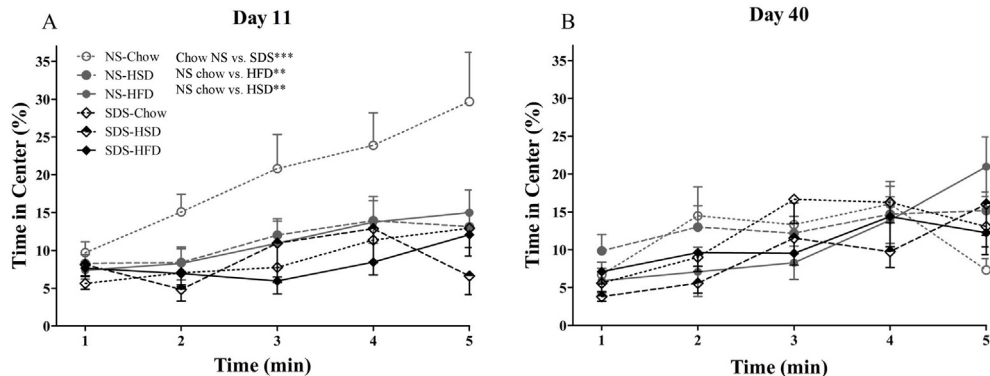 A
Day 11
Time in Center (%)
35
30
25
20
15
10
5
0
NS-Chow
NS-HSD
NS-HFD
SDS-Chow
SDS-HSD
SDS-HFD
Chow NS vs. SDS***
NS chow vs. HFD**
NS chow vs. HSD**
1 2 3 4 5
Time (min)
B
Day 40
Time in Center (%)
35
30
25
20
15
10
5
0
1 2 3 4 5
Time (min)